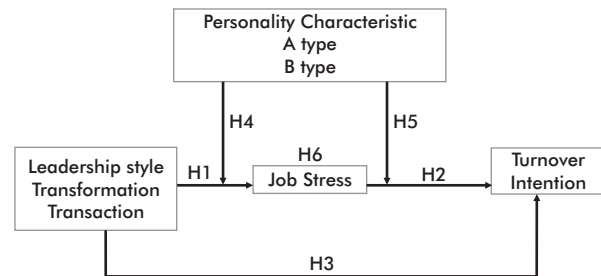 Personality Characteristic
A type
B type
H4
H5
H6
Leadership style
Transformation
Transaction
H1
Job Stress
H2
Turnover
Intention
H3